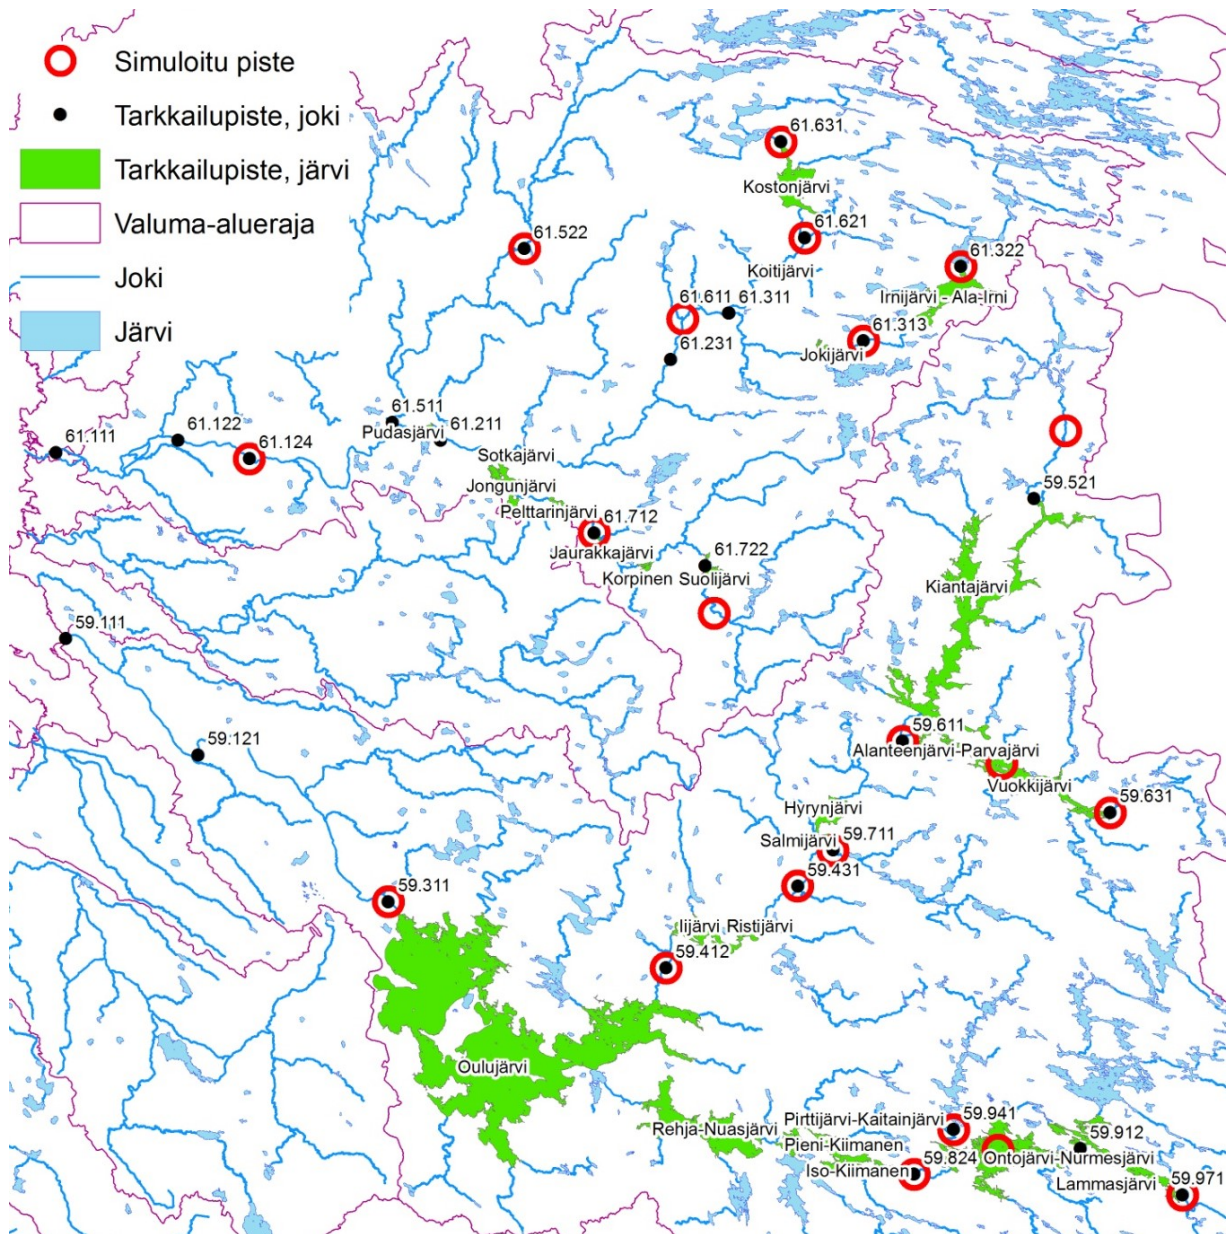 Simuloitu piste
Tarkkailupiste, joki
Tarkkailupiste, järvi
Valuma-alueraja
Joki
Järvi
61.631
Kostonjärvi
61.621
61.522
Koitijärvi
61.322
Irnijärvi - Ala-Irni
61.611
61.311
61.313
61.231
Jokijärvi
61.511
61.122
61.211
61.111
61.124
Pudasjärvi
Sotkajärvi
Jongunjärvi
59.521
Pelttarinjärvi
61.712
Jaurakkajärvi
61.722
Korpinen
Suolijärvi
Kiantajärvi
59.111
59.611
59.121
Alanteenjärvi-Parvajärvi
Vuokkijärvi
59.631
Hyrynjärvi
59.711
Salmijärvi
59.431
59.311
Iijärvi
Ristijärvi
59.412
Oulujärvi
Pirttijärvi-Kaitainjärvi
59.941
Rehja-Nuasjärvi
59.912
Pieni-Kiimanen
59.824
Ontojärvi-Nurmesjärvi
Iso-Kiimanen
Lammasjärvi
59.971